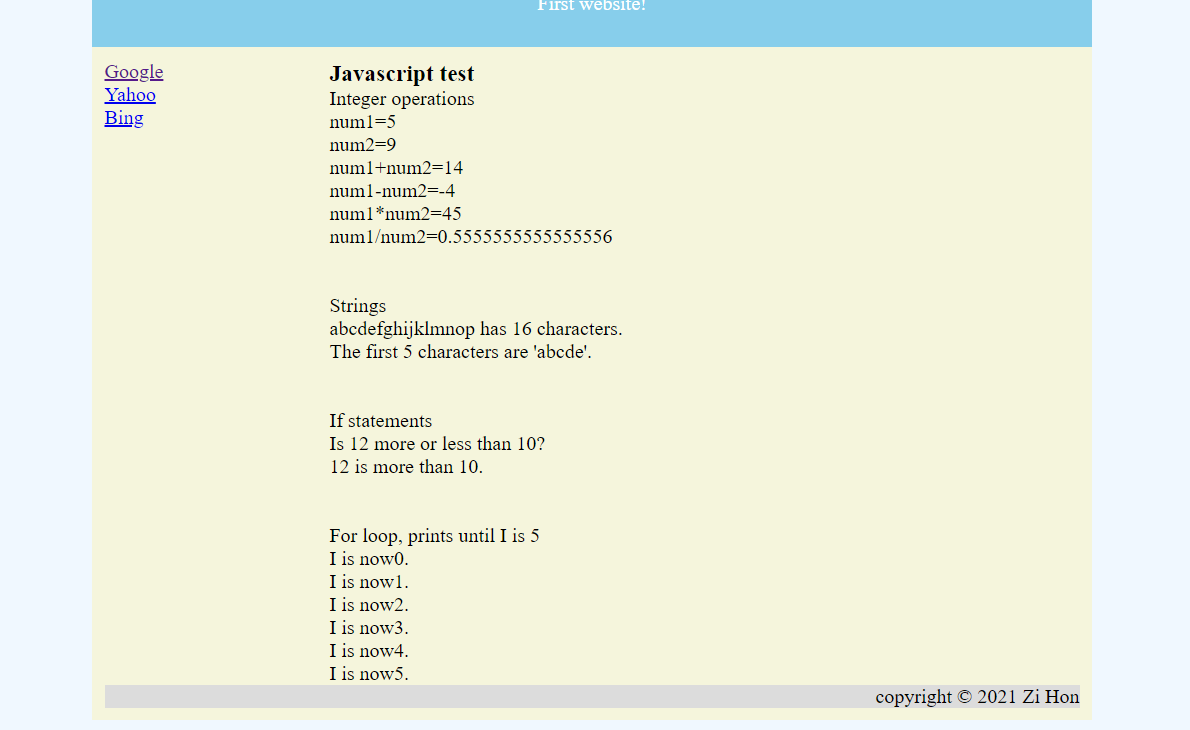 First website!
Google
Yahoo
Bing
Javascript test
Integer operations
num1=5
num2=9
num1+num2=14
num1-num2=-4
num1*num2=45
num1/num2=0.5555555555555556
Strings
abcdefghijklmnop has 16 characters.
The first 5 characters are 'abcde'.
If statements
Is 12 more or less than 10?
12 is more than 10.
For loop, prints until I is 5
I is now0.
I is now1.
I is now2.
I is now3.
I is now4.
I is now5.
copyright © 2021 Zi Hon